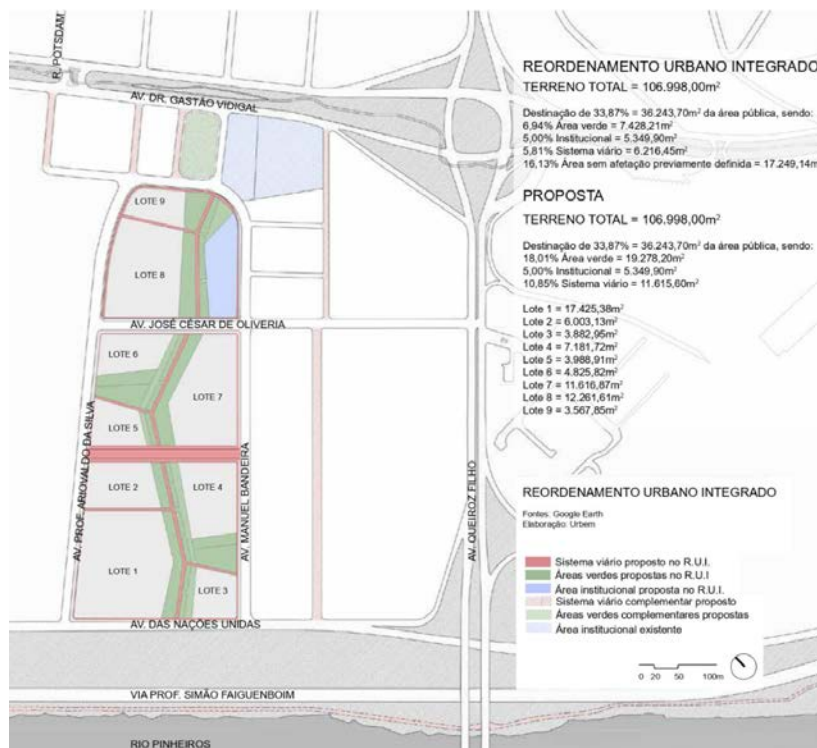 R. POTSDAM
AV. DR. GASTÃO VIDIGAL
LOTE 9
LOTE 8
AV. JOSÉ CÉSAR DE OLIVERIA
LOTE 6
LOTE 7
LOTE 5
LOTE 2
LOTE 4
LOTE 1
LOTE 3
AV. PROF. ARIOVALDO DA SILVA
AV. MANUEL BANDEIRA
AV. QUEIROZ FILHO
AV. DAS NAÇÕES UNIDAS
VIA PROF. SIMÃO FAIGUENBOIM
RIO PINHEIROS
REORDENAMENTO URBANO INTEGRADO
TERRENO TOTAL = 106.998,00m²
Destinação de 33,87% = 36.243,70m² da área pública, sendo:
6,94% Área verde = 7.428,21m²
5,00% Institucional = 5.349,90m²
5,81% Sistema viário = 6.216,45m²
16,13% Área sem afetação previamente definida = 17.249,14m
PROPOSTA
TERRENO TOTAL = 106.998,00m²
Destinação de 33,87% = 36.243,70m² da área pública, sendo:
18,01% Área verde = 19.278,20m²
5,00% Institucional = 5.349,90m²
10,85% Sistema viário = 11.615,60m²
Lote 1 = 17.425,38m²
Lote 2 = 6.003,13m²
Lote 3 = 3.882,95m²
Lote 4 = 7.181,72m²
Lote 5 = 3.988,91m²
Lote 6 = 4.825,82m²
Lote 7 = 11.616,87m²
Lote 8 = 12.261,61m²
Lote 9 = 3.567,85m²
REORDENAMENTO URBANO INTEGRADO
Fontes: Google Earth
Elaboração: Urbem
Sistema viário proposto no R.U.I.
Áreas verdes propostas no R.U.I
Área institucional proposta no R.U.I.
Sistema viário complementar proposto
Áreas verdes complementares propostas
Área institucional existente
0 20 50 100m